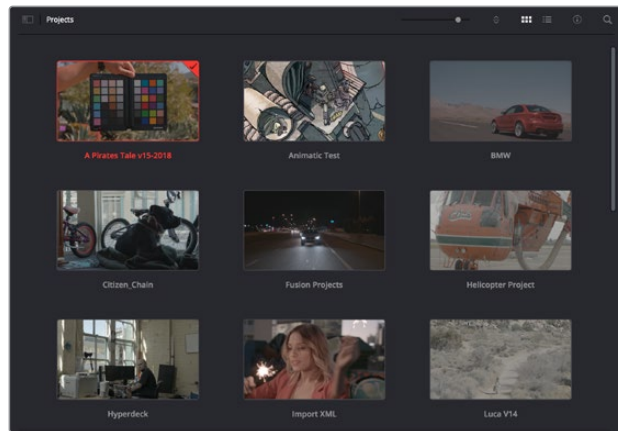 Projects
A Pirates Tale v15-2018
Animatic Test
BMW
Citizen_Chain
Fusion Projects
Helicopter Project
Hyperdeck
Import XML
Luca V14